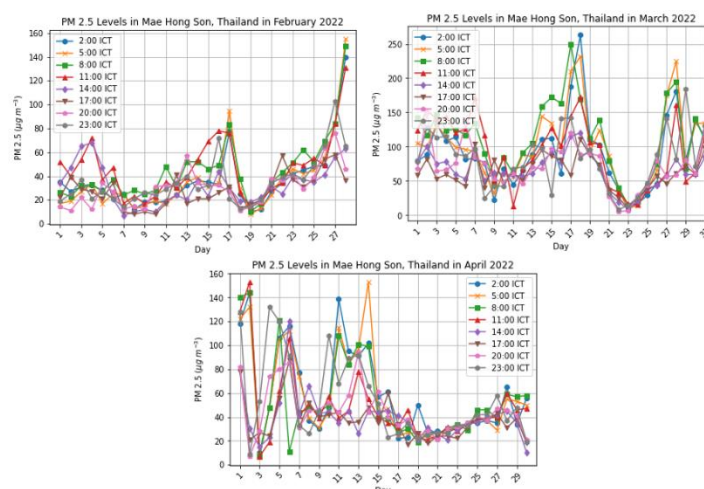 PM 2.5 Levels in Mae Hong Son, Thailand in February 2022
160
140
120
100
80
60
40
20
0
PM 2.5 (μg m⁻³)
2:00 ICT
5:00 ICT
8:00 ICT
11:00 ICT
14:00 ICT
17:00 ICT
20:00 ICT
23:00 ICT
1 3 5 7 9 11 13 15 17 19 21 23 25 27
Day
PM 2.5 Levels in Mae Hong Son, Thailand in March 2022
250
200
150
100
50
0
PM 2.5 (μg m⁻³)
2:00 ICT
5:00 ICT
8:00 ICT
11:00 ICT
14:00 ICT
17:00 ICT
20:00 ICT
23:00 ICT
1 3 5 7 9 11 13 15 17 19 21 23 25 27 29
Day
PM 2.5 Levels in Mae Hong Son, Thailand in April 2022
160
140
120
100
80
60
40
20
0
PM 2.5 (μg m⁻³)
2:00 ICT
5:00 ICT
8:00 ICT
11:00 ICT
14:00 ICT
17:00 ICT
20:00 ICT
23:00 ICT
1 3 5 7 9 11 13 15 17 19 21 23 25 27 29
Day